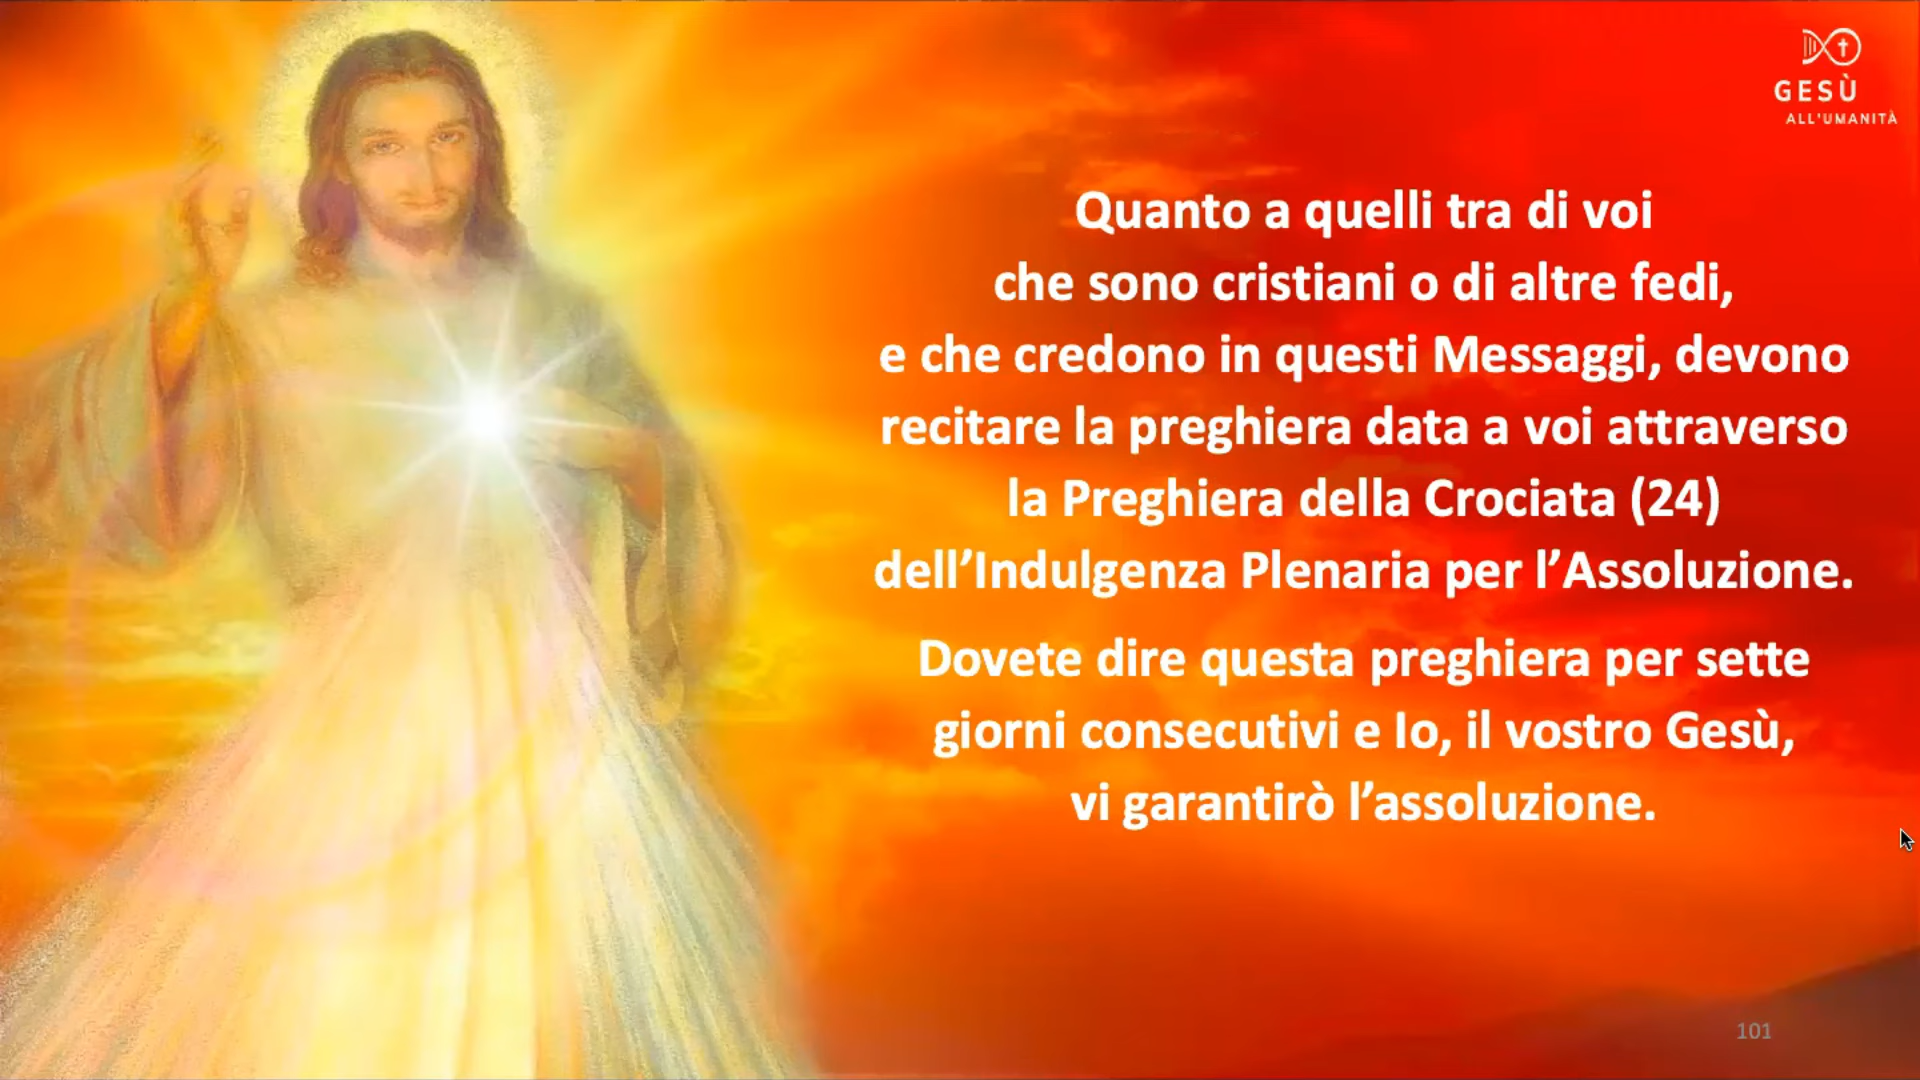 GESÙ
ALL'UMANITÀ
Quanto a quelli tra di voi
che sono cristiani o di altre fedi,
e che credono in questi Messaggi, devono
recitare la preghiera data a voi attraverso
la Preghiera della Crociata (24)
dell’Indulgenza Plenaria per l’Assoluzione.
Dovete dire questa preghiera per sette
giorni consecutivi e Io, il vostro Gesù,
vi garantirò l’assoluzione.
101